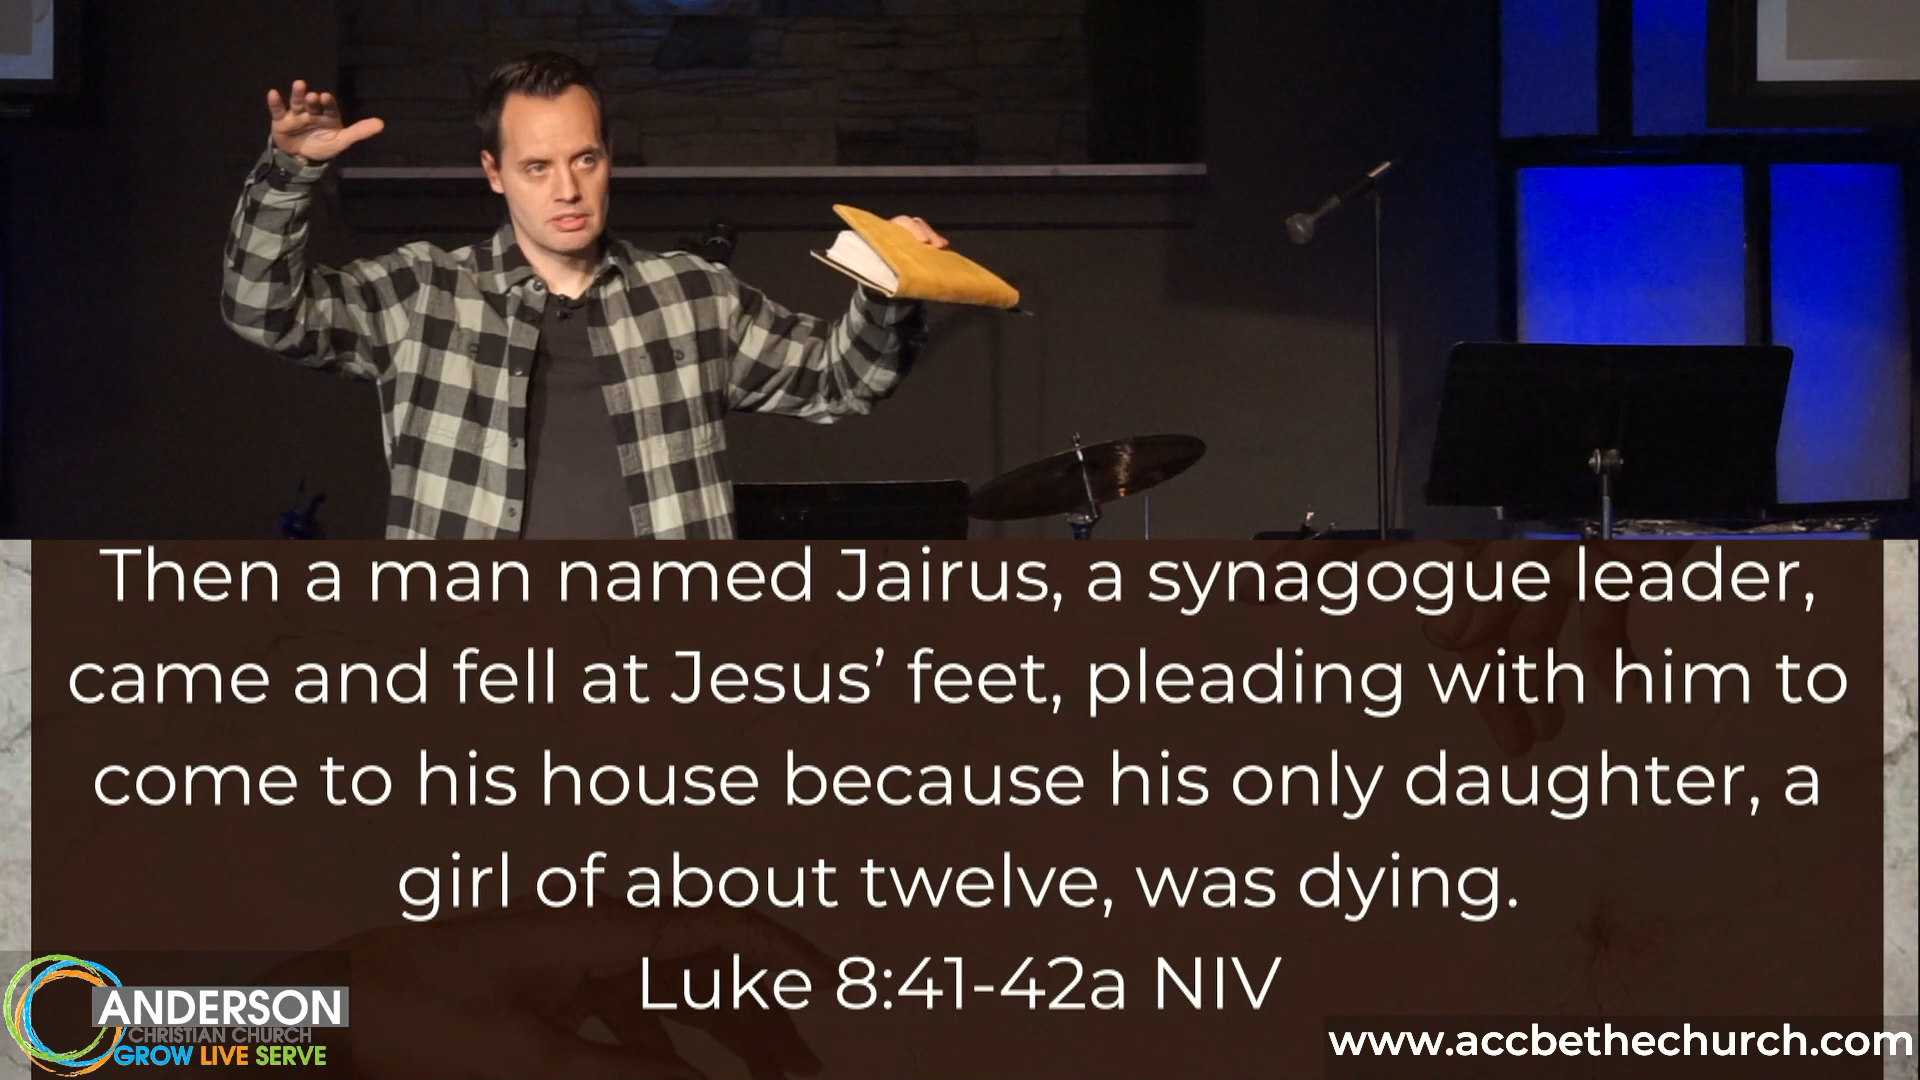 Then a man named Jairus, a synagogue leader,
came and fell at Jesus’ feet, pleading with him to
come to his house because his only daughter, a
girl of about twelve, was dying.
Luke 8:41-42a NIV
ANDERSON
CHRISTIAN CHURCH
GROW LIVE SERVE
www.accbethechurch.com